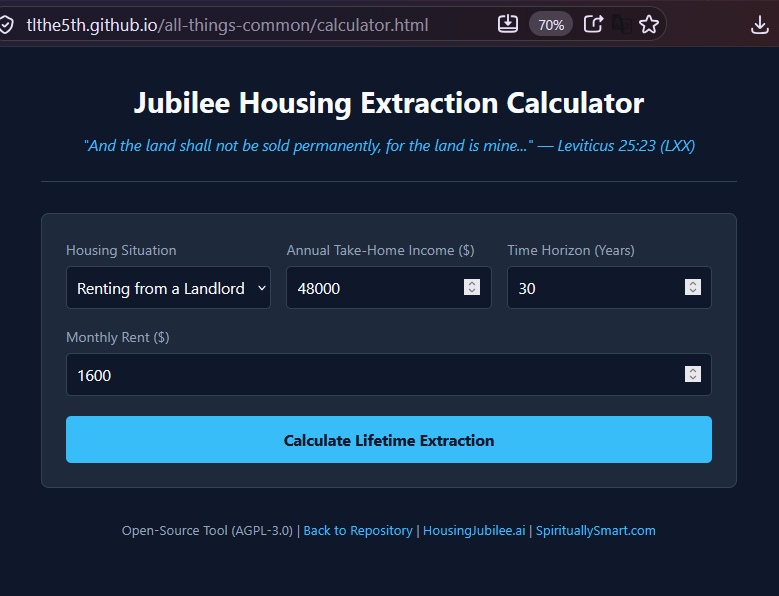 tlthe5th.github.io/all-things-common/calculator.html
70%
Jubilee Housing Extraction Calculator
"And the land shall not be sold permanently, for the land is mine..." — Leviticus 25:23 (LXX)
Housing Situation
Annual Take-Home Income ($)
Time Horizon (Years)
Renting from a Landlord
48000
30
Monthly Rent ($)
1600
Calculate Lifetime Extraction
Open-Source Tool (AGPL-3.0) | Back to Repository | HousingJubilee.ai | SpirituallySmart.com